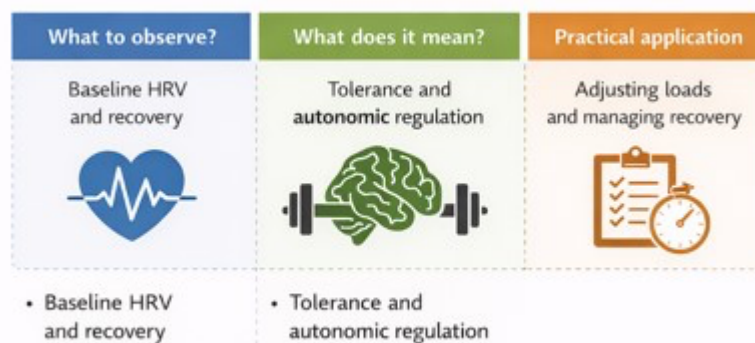 What to observe?
What does it mean?
Practical application
Baseline HRV
and recovery
Tolerance and
autonomic regulation
Adjusting loads
and managing recovery
• Baseline HRV
and recovery
• Tolerance and
autonomic regulation